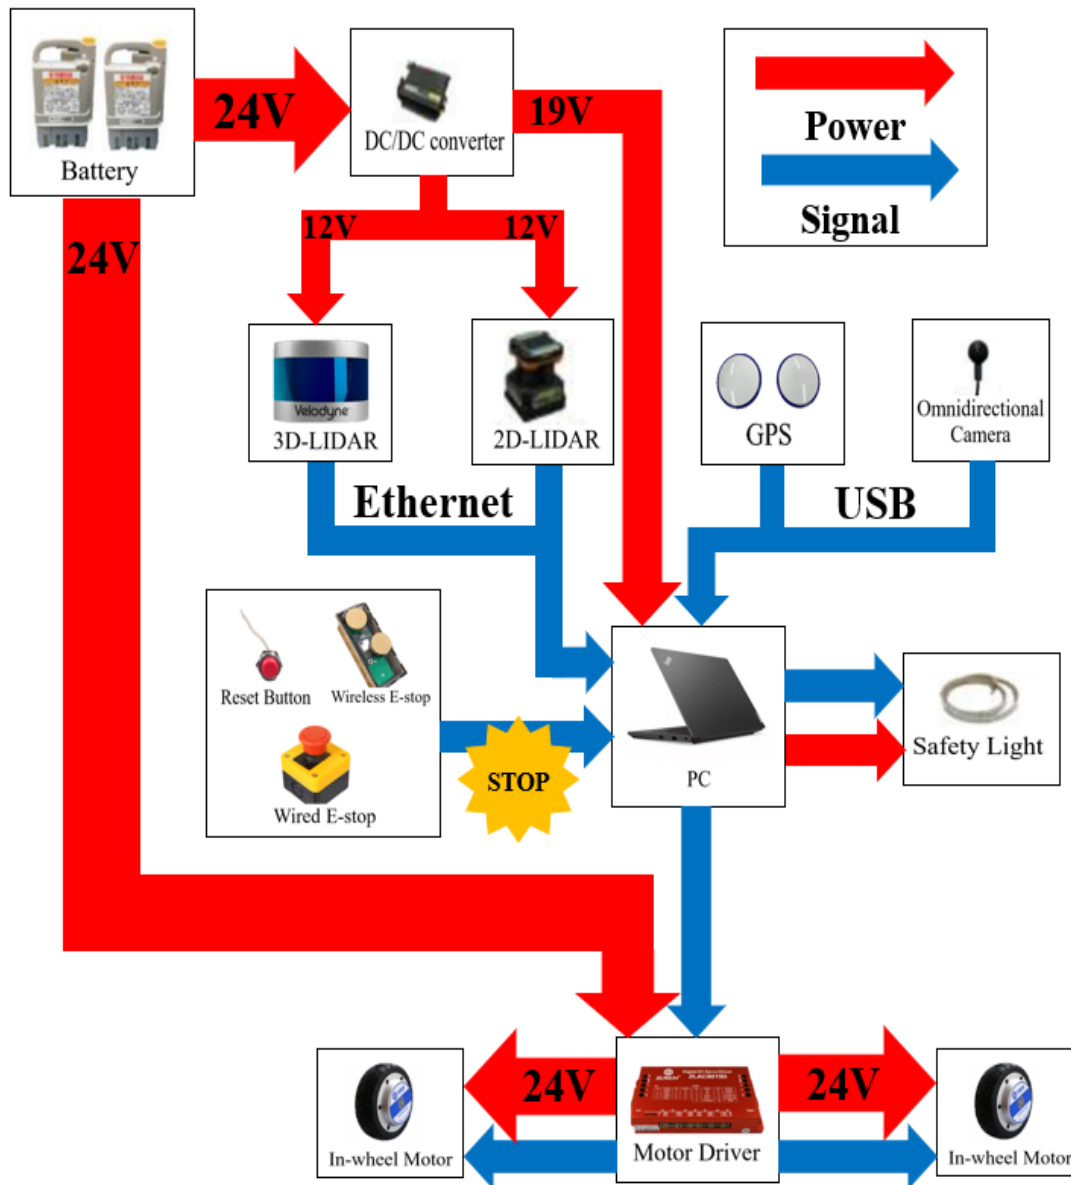 24V
19V
DC/DC converter
Battery
Power
Signal
12V
12V
24V
Velodyne
3D-LIDAR
2D-LIDAR
GPS
Omnidirectional
Camera
Ethernet
USB
Reset Button
Wireless E-stop
Wired E-stop
STOP
PC
Safety Light
24V
24V
In-wheel Motor
Motor Driver
In-wheel Motor